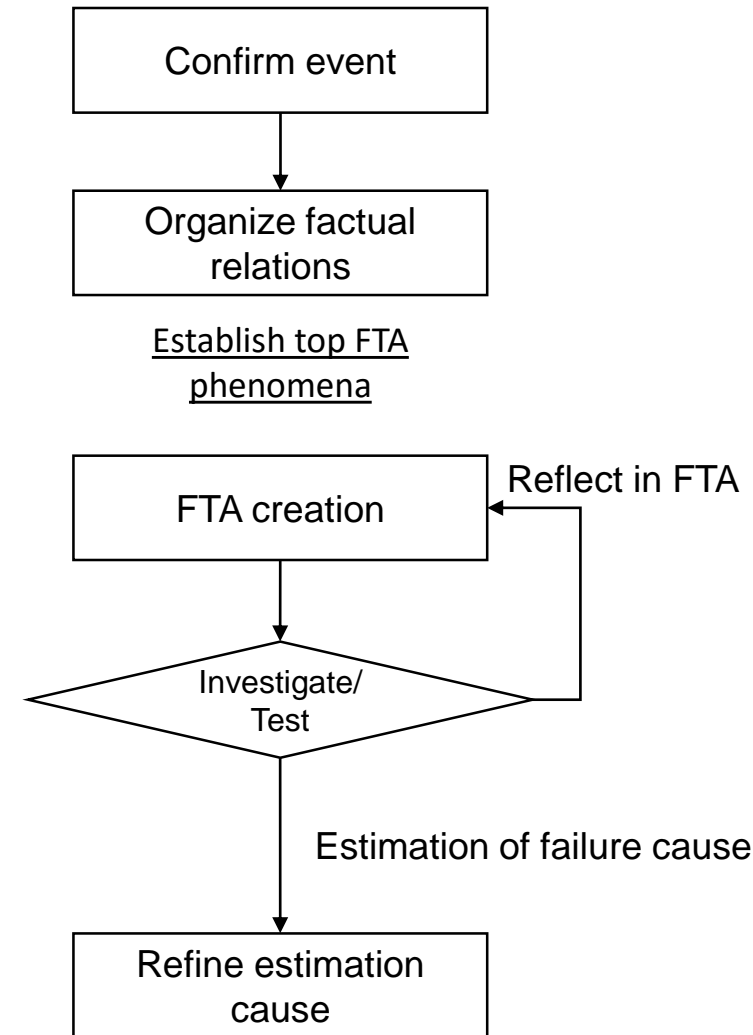 Confirm event
Organize factual
relations
Establish top FTA
phenomena
Reflect in FTA
FTA creation
Investigate/
Test
Estimation of failure cause
Refine estimation
cause